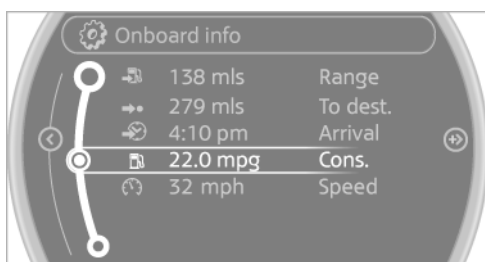 Onboard info
138 mls Range
279 mls To dest.
4:10 pm Arrival
22.0 mpg Cons.
32 mph Speed